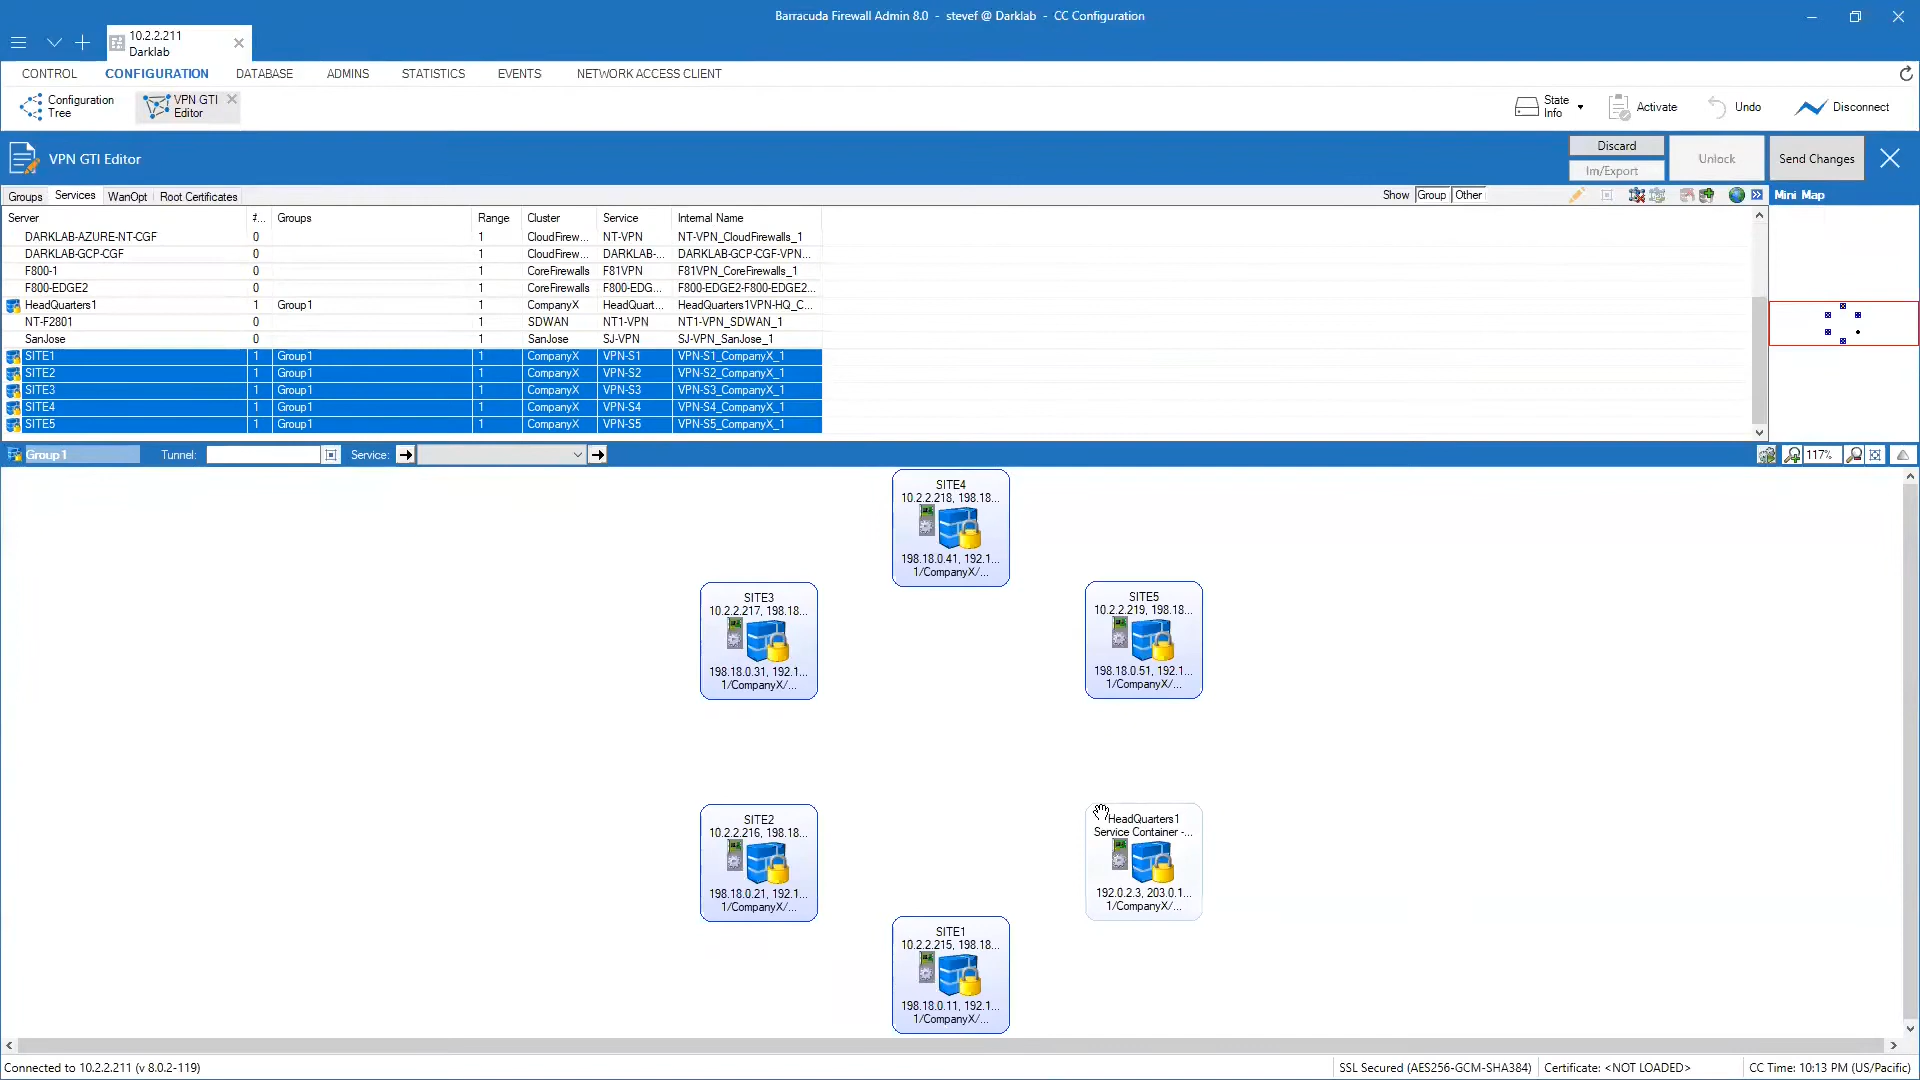 Barracuda Firewall Admin 8.0 - stevef @ Darklab - CC Configuration
10.2.2.211
Darklab
CONTROL CONFIGURATION DATABASE ADMINS STATISTICS EVENTS NETWORK ACCESS CLIENT
Configuration
Tree
VPN GTI
Editor
State
Info
Activate Undo Disconnect
VPN GTI Editor
Discard
Im/Export
Unlock
Send Changes
Groups Services WanOpt Root Certificates
Show Group Other
Mini Map
Server #... Groups Range Cluster Service Internal Name
DARKLAB-AZURE-NT-CGF 0 1 CloudFirew... NT-VPN NT-VPN_CloudFirewalls_1
DARKLAB-GCP-CGF 0 1 CloudFirew... DARKLAB-... DARKLAB-GCP-CGF-VPN...
F800-1 0 1 CoreFirewalls F81VPN F81VPN_CoreFirewalls_1
F800-EDGE2 0 1 CoreFirewalls F800-EDG... F800-EDGE2-F800-EDGE2...
HeadQuarters1 1 Group1 1 CompanyX HeadQuart... HeadQuarters1VPN-HQ_C...
NT-F2801 0 1 SDWAN NT1-VPN NT1-VPN_SDWAN_1
SanJose 0 1 SanJose SJ-VPN SJ-VPN_SanJose_1
SITE1 1 Group1 1 CompanyX VPN-S1 VPN-S1_CompanyX_1
SITE2 1 Group1 1 CompanyX VPN-S2 VPN-S2_CompanyX_1
SITE3 1 Group1 1 CompanyX VPN-S3 VPN-S3_CompanyX_1
SITE4 1 Group1 1 CompanyX VPN-S4 VPN-S4_CompanyX_1
SITE5 1 Group1 1 CompanyX VPN-S5 VPN-S5_CompanyX_1
Group1 Tunnel: Service: 117%
SITE4
10.2.2.218, 198.18...
198.18.0.41, 192.1...
1/CompanyX/...
SITE3
10.2.2.217, 198.18...
198.18.0.31, 192.1...
1/CompanyX/...
SITE5
10.2.2.219, 198.18...
198.18.0.51, 192.1...
1/CompanyX/...
SITE2
10.2.2.216, 198.18...
198.18.0.21, 192.1...
1/CompanyX/...
HeadQuarters1
Service Container -...
192.0.2.3, 203.0.1...
1/CompanyX/...
SITE1
10.2.2.215, 198.18...
198.18.0.11, 192.1...
1/CompanyX/...
Connected to 10.2.2.211 (v 8.0.2-119)
SSL Secured (AES256-GCM-SHA384) Certificate: <NOT LOADED> CC Time: 10:13 PM (US/Pacific)